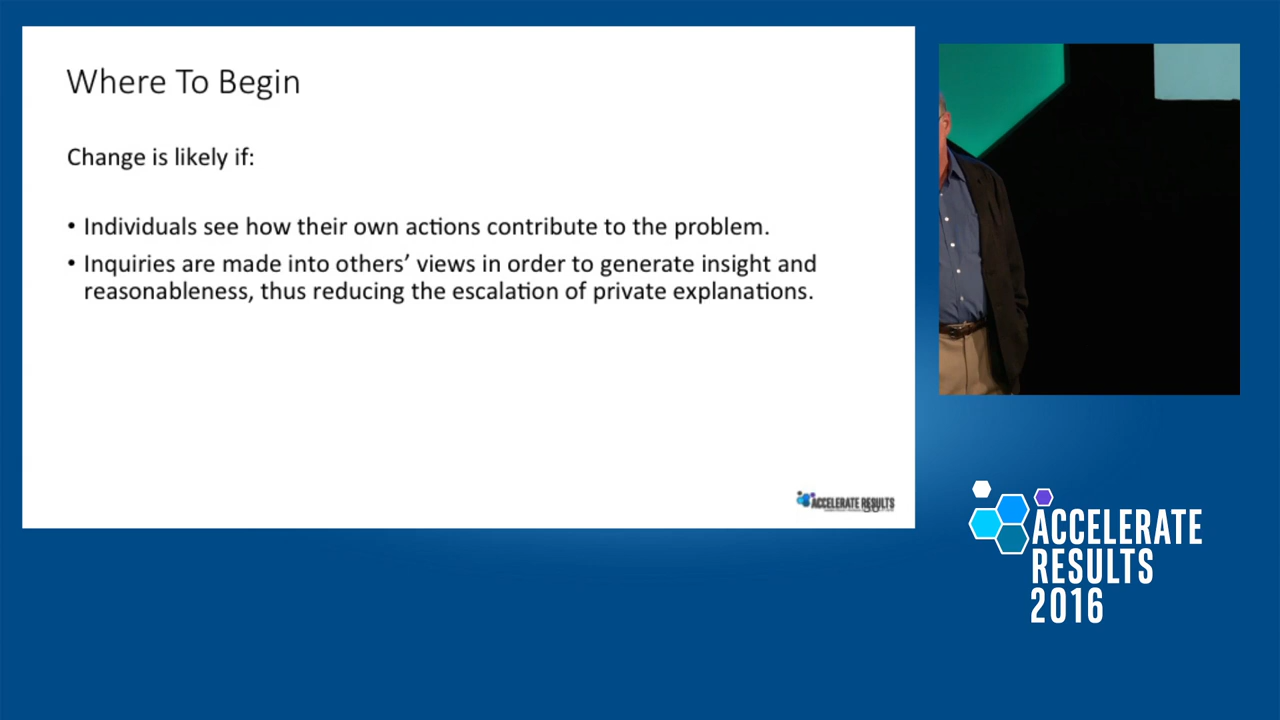 Where To Begin
Change is likely if:
• Individuals see how their own actions contribute to the problem.
• Inquiries are made into others’ views in order to generate insight and
reasonableness, thus reducing the escalation of private explanations.
ACCELERATE RESULTS
ACCELERATE
RESULTS
2016